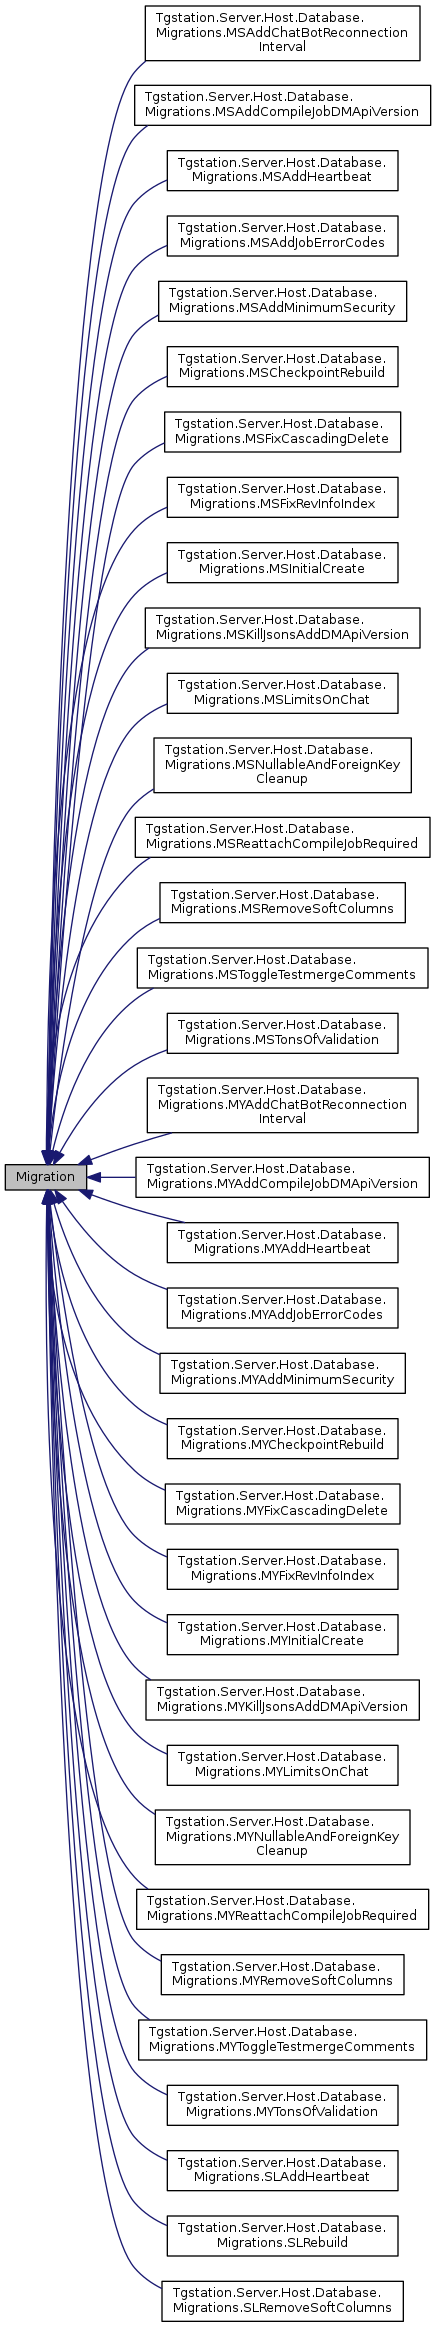 Tgstation.Server.Host.Database.
Migrations.MSAddChatBotReconnection
Interval
Tgstation.Server.Host.Database.
Migrations.MSAddCompileJobDMApiVersion
Tgstation.Server.Host.Database.
Migrations.MSAddHeartbeat
Tgstation.Server.Host.Database.
Migrations.MSAddJobErrorCodes
Tgstation.Server.Host.Database.
Migrations.MSAddMinimumSecurity
Tgstation.Server.Host.Database.
Migrations.MSCheckpointRebuild
Tgstation.Server.Host.Database.
Migrations.MSFixCascadingDelete
Tgstation.Server.Host.Database.
Migrations.MSFixRevInfoIndex
Tgstation.Server.Host.Database.
Migrations.MSInitialCreate
Tgstation.Server.Host.Database.
Migrations.MSKillJsonsAddDMApiVersion
Tgstation.Server.Host.Database.
Migrations.MSLimitsOnChat
Tgstation.Server.Host.Database.
Migrations.MSNullableAndForeignKey
Cleanup
Tgstation.Server.Host.Database.
Migrations.MSReattachCompileJobRequired
Tgstation.Server.Host.Database.
Migrations.MSRemoveSoftColumns
Tgstation.Server.Host.Database.
Migrations.MSToggleTestmergeComments
Tgstation.Server.Host.Database.
Migrations.MSTonsOfValidation
Tgstation.Server.Host.Database.
Migrations.MYAddChatBotReconnection
Interval
Migration
Tgstation.Server.Host.Database.
Migrations.MYAddCompileJobDMApiVersion
Tgstation.Server.Host.Database.
Migrations.MYAddHeartbeat
Tgstation.Server.Host.Database.
Migrations.MYAddJobErrorCodes
Tgstation.Server.Host.Database.
Migrations.MYAddMinimumSecurity
Tgstation.Server.Host.Database.
Migrations.MYCheckpointRebuild
Tgstation.Server.Host.Database.
Migrations.MYFixCascadingDelete
Tgstation.Server.Host.Database.
Migrations.MYFixRevInfoIndex
Tgstation.Server.Host.Database.
Migrations.MYInitialCreate
Tgstation.Server.Host.Database.
Migrations.MYKillJsonsAddDMApiVersion
Tgstation.Server.Host.Database.
Migrations.MYLimitsOnChat
Tgstation.Server.Host.Database.
Migrations.MYNullableAndForeignKey
Cleanup
Tgstation.Server.Host.Database.
Migrations.MYReattachCompileJobRequired
Tgstation.Server.Host.Database.
Migrations.MYRemoveSoftColumns
Tgstation.Server.Host.Database.
Migrations.MYToggleTestmergeComments
Tgstation.Server.Host.Database.
Migrations.MYTonsOfValidation
Tgstation.Server.Host.Database.
Migrations.SLAddHeartbeat
Tgstation.Server.Host.Database.
Migrations.SLRebuild
Tgstation.Server.Host.Database.
Migrations.SLRemoveSoftColumns